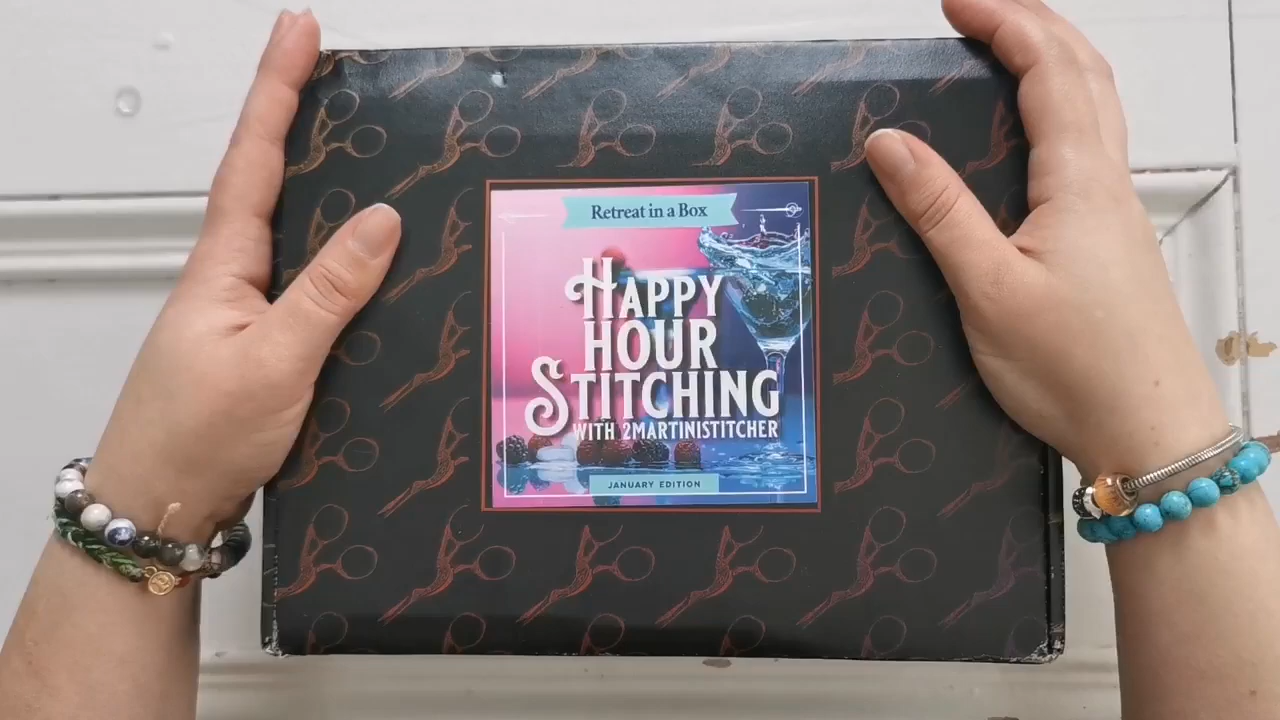 Retreat in a Box
HAPPY
HOUR
STITCHING
WITH 2MARTINISTITCHER
JANUARY EDITION